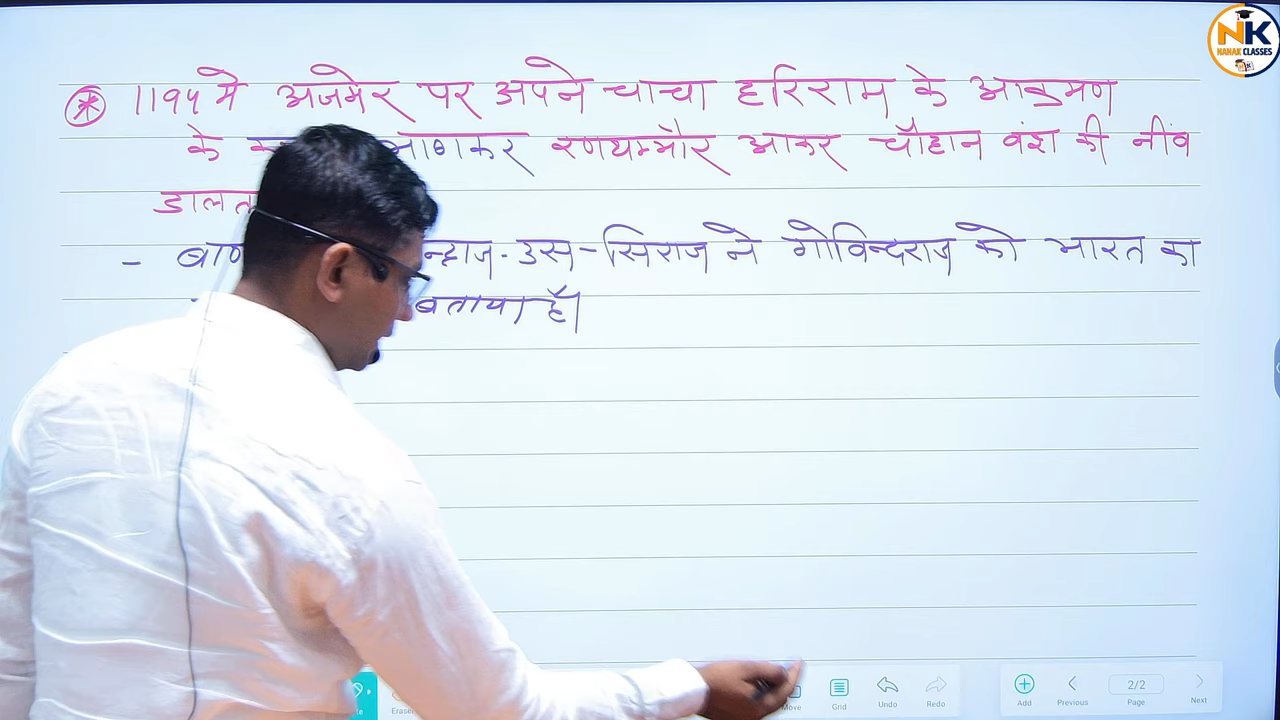 NK
NANAK CLASSES
* 1194 मे अजमेर पर अपने चाचा हरिराम के आक्रमण
के भागकर रणथम्भौर आकर चौहान वंश की नींव
डालत
- बाण न्हाज-उस-सिराज ने गोविन्दराज को भारत का
बताया है।
Eraser Move Grid Undo Redo Add Previous 2/2 Page Next